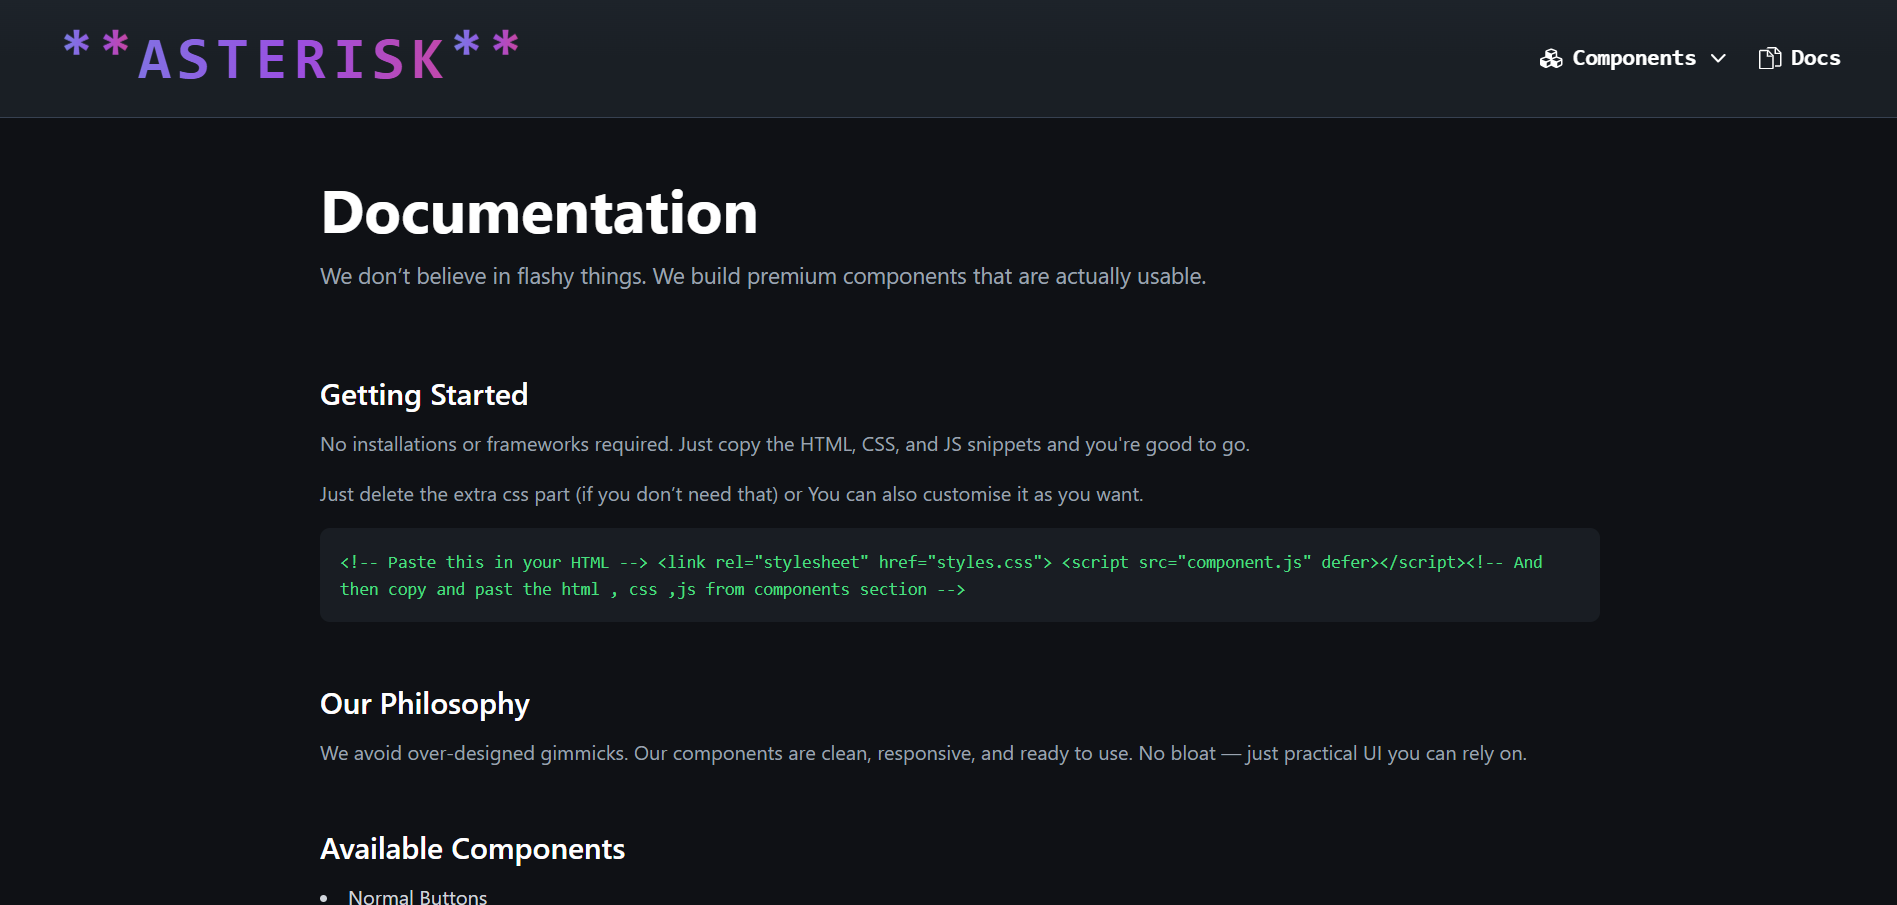 **ASTERISK**
Components
Docs
Documentation
We don’t believe in flashy things. We build premium components that are actually usable.
Getting Started
No installations or frameworks required. Just copy the HTML, CSS, and JS snippets and you're good to go.
Just delete the extra css part (if you don’t need that) or You can also customise it as you want.
<!-- Paste this in your HTML --> <link rel="stylesheet" href="styles.css"> <script src="component.js" defer></script><!-- And
then copy and past the html , css ,js from components section -->
Our Philosophy
We avoid over-designed gimmicks. Our components are clean, responsive, and ready to use. No bloat — just practical UI you can rely on.
Available Components
• Normal Buttons